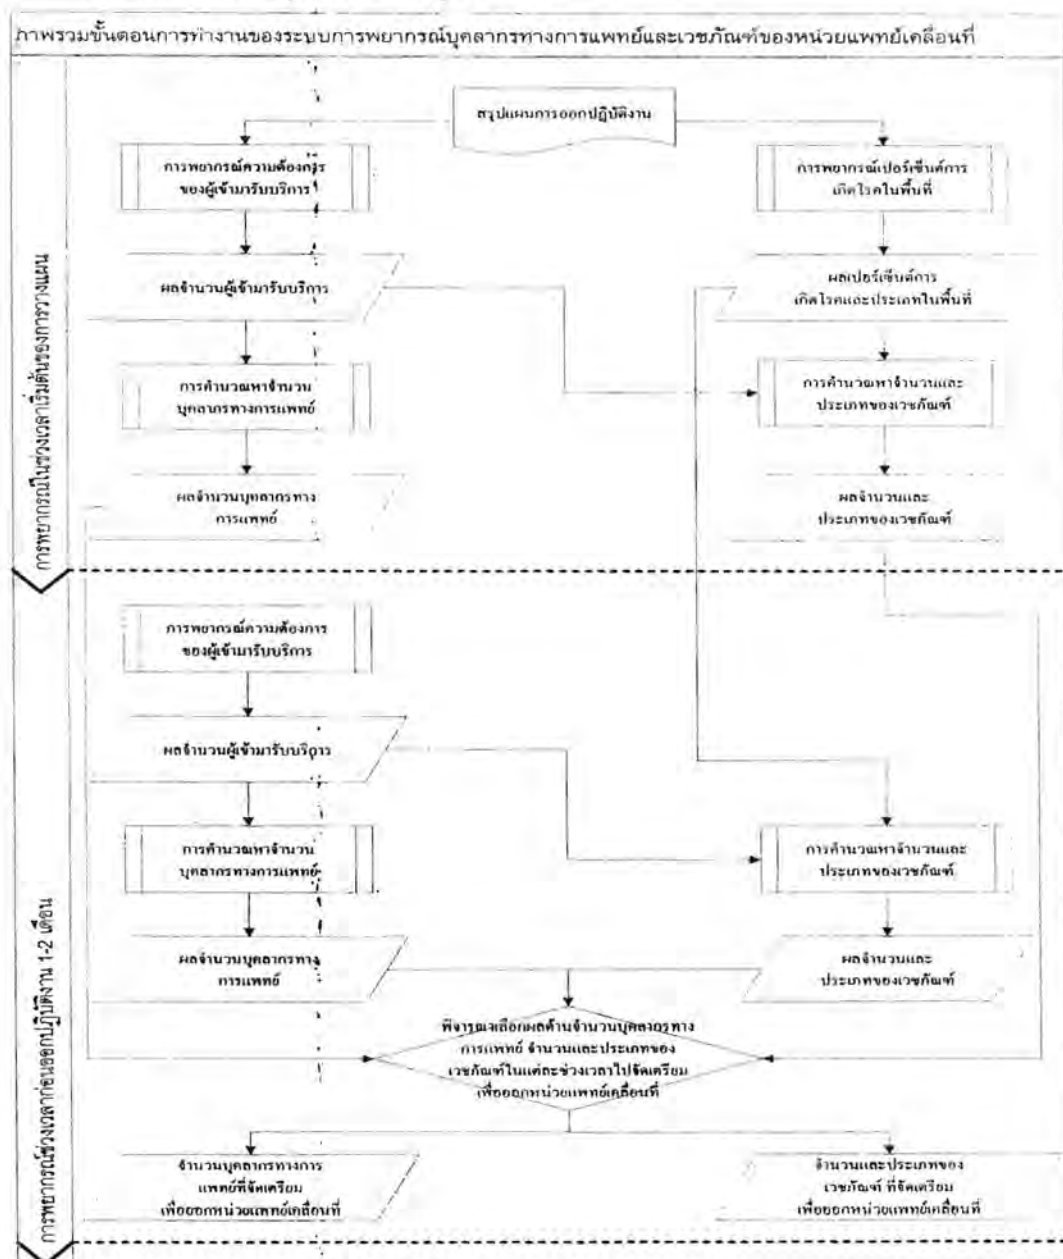 ภาพรวมขั้นตอนการทำงานของระบบการพยากรณ์บุคลากรทางการแพทย์และเวชภัณฑ์ของหน่วยแพทย์เคลื่อนที่
สรุปแผนการออกปฏิบัติงาน
การพยากรณ์ความต้องการ
ของผู้เข้ามารับบริการ
การพยากรณ์เปอร์เซ็นต์การ
เกิดโรคในพื้นที่
ผลจำนวนผู้เข้ามารับบริการ
ผลเปอร์เซ็นต์การ
เกิดโรคและประเภทในพื้นที่
การคำนวณหาจำนวน
บุคลากรทางการแพทย์
การคำนวณหาจำนวนและ
ประเภทของเวชภัณฑ์
ผลจำนวนบุคลากรทาง
การแพทย์
ผลจำนวนและ
ประเภทของเวชภัณฑ์
การพยากรณ์ในช่วงเวลาเริ่มต้นของการวางแผน
การพยากรณ์ความต้องการ
ของผู้เข้ามารับบริการ
ผลจำนวนผู้เข้ามารับบริการ
การคำนวณหาจำนวน
บุคลากรทางการแพทย์
การคำนวณหาจำนวนและ
ประเภทของเวชภัณฑ์
ผลจำนวนบุคลากรทาง
การแพทย์
ผลจำนวนและ
ประเภทของเวชภัณฑ์
พิจารณาเลือกผลด้านจำนวนบุคลากรทาง
การแพทย์ จำนวนและประเภทของ
เวชภัณฑ์ในแต่ละช่วงเวลาไปจัดเตรียม
เพื่อออกหน่วยแพทย์เคลื่อนที่
จำนวนบุคลากรทางการ
แพทย์ที่จัดเตรียม
เพื่อออกหน่วยแพทย์เคลื่อนที่
จำนวนและประเภทของ
เวชภัณฑ์ ที่จัดเตรียม
เพื่อออกหน่วยแพทย์เคลื่อนที่
การพยากรณ์ช่วงเวลาก่อนออกปฏิบัติงาน 1-2 เดือน